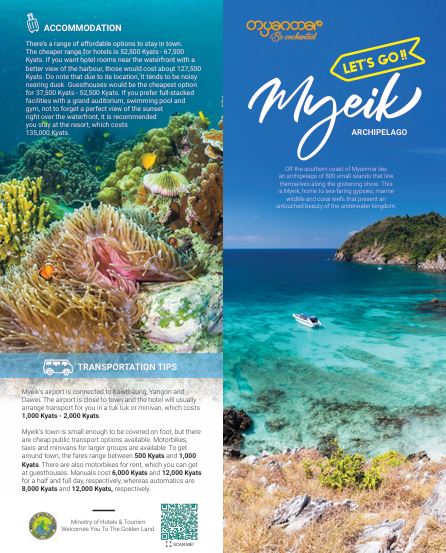 ACCOMMODATION
There's a range of affordable options to stay in town.
The cheaper range for hotels is 52,500 Kyats - 67,500
Kyats. If you want hotel rooms near the waterfront with a
better view of the harbour, those would cost about 127,500
Kyats. Do note that due to its location, it tends to be noisy
nearing dusk. Guesthouses would be the cheapest option
for 37,500 Kyats - 52,500 Kyats. If you prefer full-stacked
facilities with a grand auditorium, swimming pool and
gym, not to forget a perfect view of the sunset
right over the waterfront, it is recommended
you stay at the resort, which costs
135,000 Kyats.
TRANSPORTATION TIPS
Myeik's airport is connected to Kawthaung, Yangon and
Dawei. The airport is close to town and the hotel will usually
arrange transport for you in a tuk tuk or minivan, which costs
1,000 Kyats - 2,000 Kyats.
Myeik's town is small enough to be covered on foot, but there
are cheap public transport options available. Motorbikes,
taxis and minivans for larger groups are available. To get
around town, the fares range between 500 Kyats and 1,000
Kyats. There are also motorbikes for rent, which you can get
at guesthouses. Manuals cost 6,000 Kyats and 12,000 Kyats
for a half and full day, respectively, whereas automatics are
8,000 Kyats and 12,000 Kyats, respectively.
Ministry of Hotels & Tourism
Welcomes You To The Golden Land.
SCAN ME!
myanmar
Be enchanted
LET'S GO!!
Myeik
ARCHIPELAGO
Off the southern coast of Myanmar lies
an archipelago of 800 small islands that line
themselves along the glistening shore. This
is Myeik, home to sea-faring gypsies, marine
wildlife and coral reefs that present an
untouched beauty of the underwater kingdom.